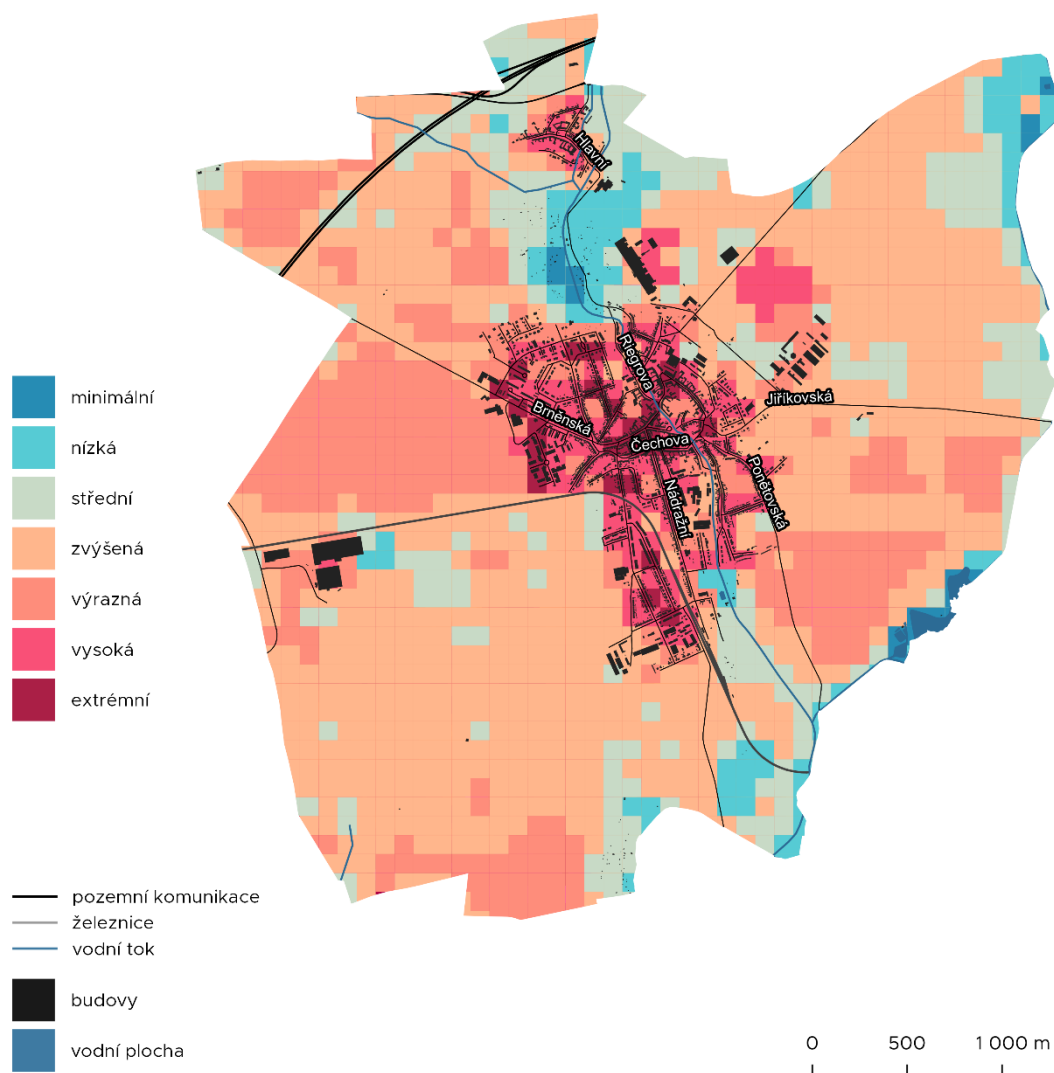 Hlavní
Riegrova
Jiříkovská
Brněnská
Čechova
Ponětovská
Nádražní
minimální
nízká
střední
zvýšená
výrazná
vysoká
extrémní
pozemní komunikace
železnice
vodní tok
budovy
vodní plocha
0 500 1 000 m